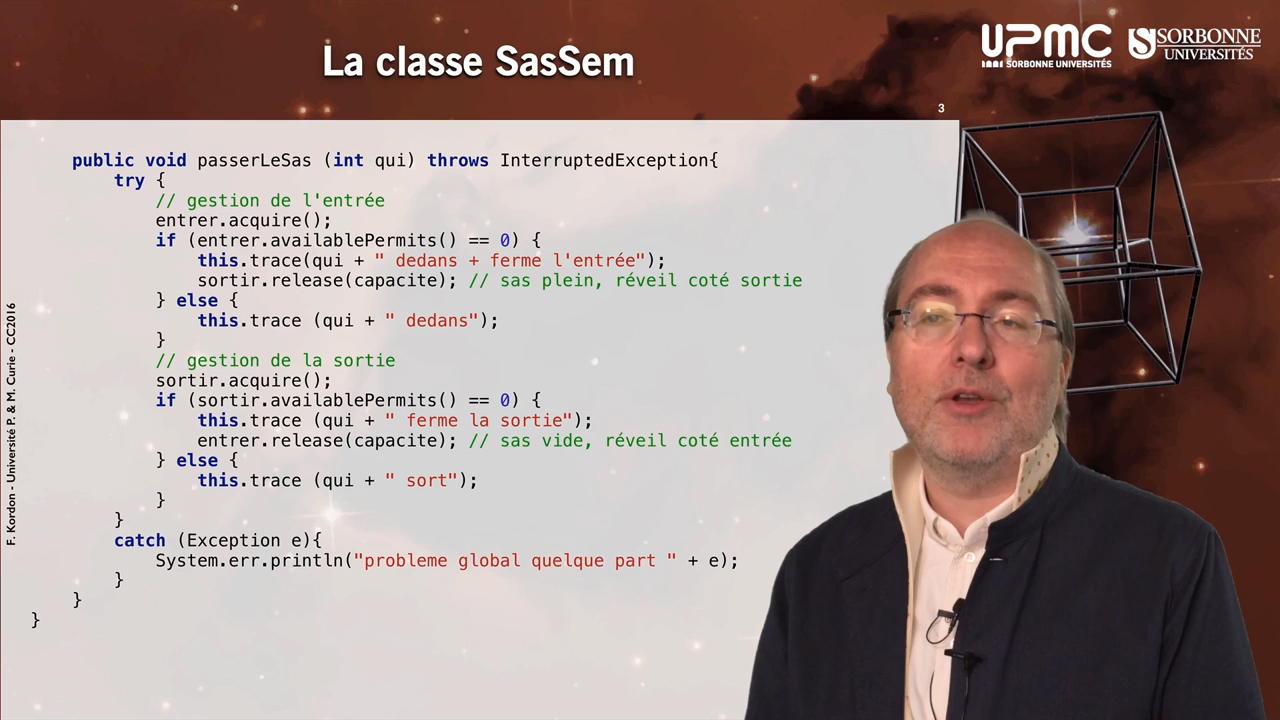 La classe SasSem
UPMC
SORBONNE UNIVERSITÉS
SORBONNE
UNIVERSITÉS
3
public void passerLeSas (int qui) throws InterruptedException{
try {
// gestion de l'entrée
entrer.acquire();
if (entrer.availablePermits() == 0) {
this.trace(qui + " dedans + ferme l'entrée");
sortir.release(capacite); // sas plein, réveil coté sortie
} else {
this.trace (qui + " dedans");
}
// gestion de la sortie
sortir.acquire();
if (sortir.availablePermits() == 0) {
this.trace (qui + " ferme la sortie");
entrer.release(capacite); // sas vide, réveil coté entrée
} else {
this.trace (qui + " sort");
}
}
catch (Exception e){
System.err.println("probleme global quelque part " + e);
}
}
}
F. Kordon - Université P. & M. Curie - CC2016